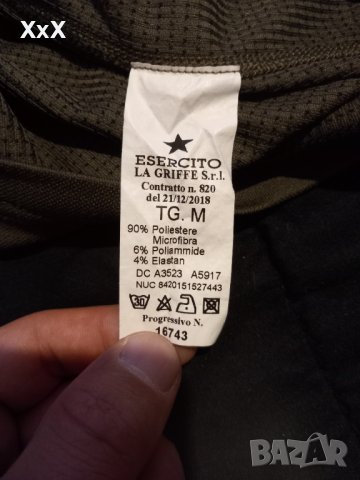 XxX
ESERCITO
LA GRIFFE S.r.l.
Contratto n. 820
del 21/12/2018
TG. M
90% Poliestere
Microfibra
6% Poliammide
4% Elastan
DC A3523 A5917
NUC 8420151527443
30
Progressivo N.
16743
BAZAR